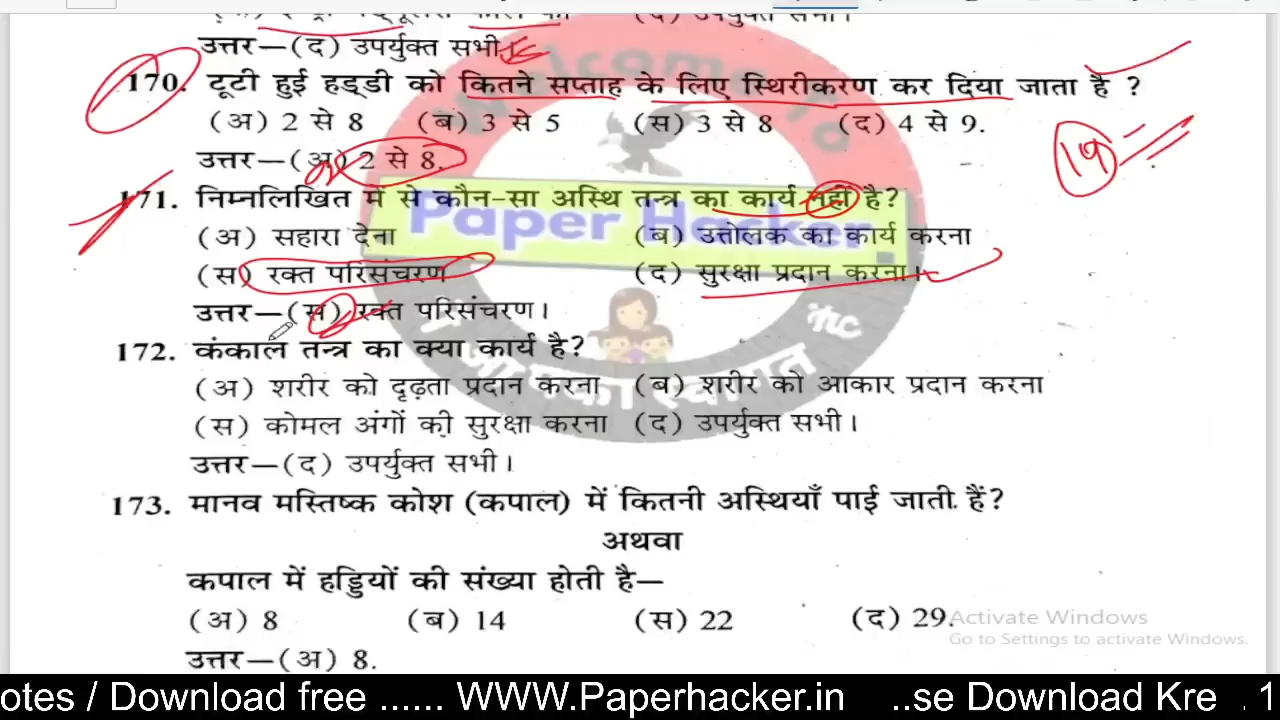 उत्तर—(द) उपर्युक्त सभी।
170. टूटी हुई हड्डी को कितने सप्ताह के लिए स्थिरीकरण कर दिया जाता है ?
(अ) 2 से 8 (ब) 3 से 5 (स) 3 से 8 (द) 4 से 9.
उत्तर—(अ) 2 से 8.
19
171. निम्नलिखित में से कौन-सा अस्थि तन्त्र का कार्य नहीं है?
(अ) सहारा देना (ब) उत्तोलक का कार्य करना
Paper Hacker
(स) रक्त परिसंचरण (द) सुरक्षा प्रदान करना।
उत्तर—(स) रक्त परिसंचरण।
172. कंकाल तन्त्र का क्या कार्य है?
(अ) शरीर को दृढ़ता प्रदान करना (ब) शरीर को आकार प्रदान करना
आपका स्वागत
(स) कोमल अंगों की सुरक्षा करना (द) उपर्युक्त सभी।
उत्तर—(द) उपर्युक्त सभी।
173. मानव मस्तिष्क कोश (कपाल) में कितनी अस्थियाँ पाई जाती हैं?
अथवा
कपाल में हड्डियों की संख्या होती है—
(अ) 8 (ब) 14 (स) 22 (द) 29.
Activate Windows
Go to Settings to activate Windows.
उत्तर—(अ) 8.
otes / Download free ...... WWW.Paperhacker.in ..se Download Kre . 1